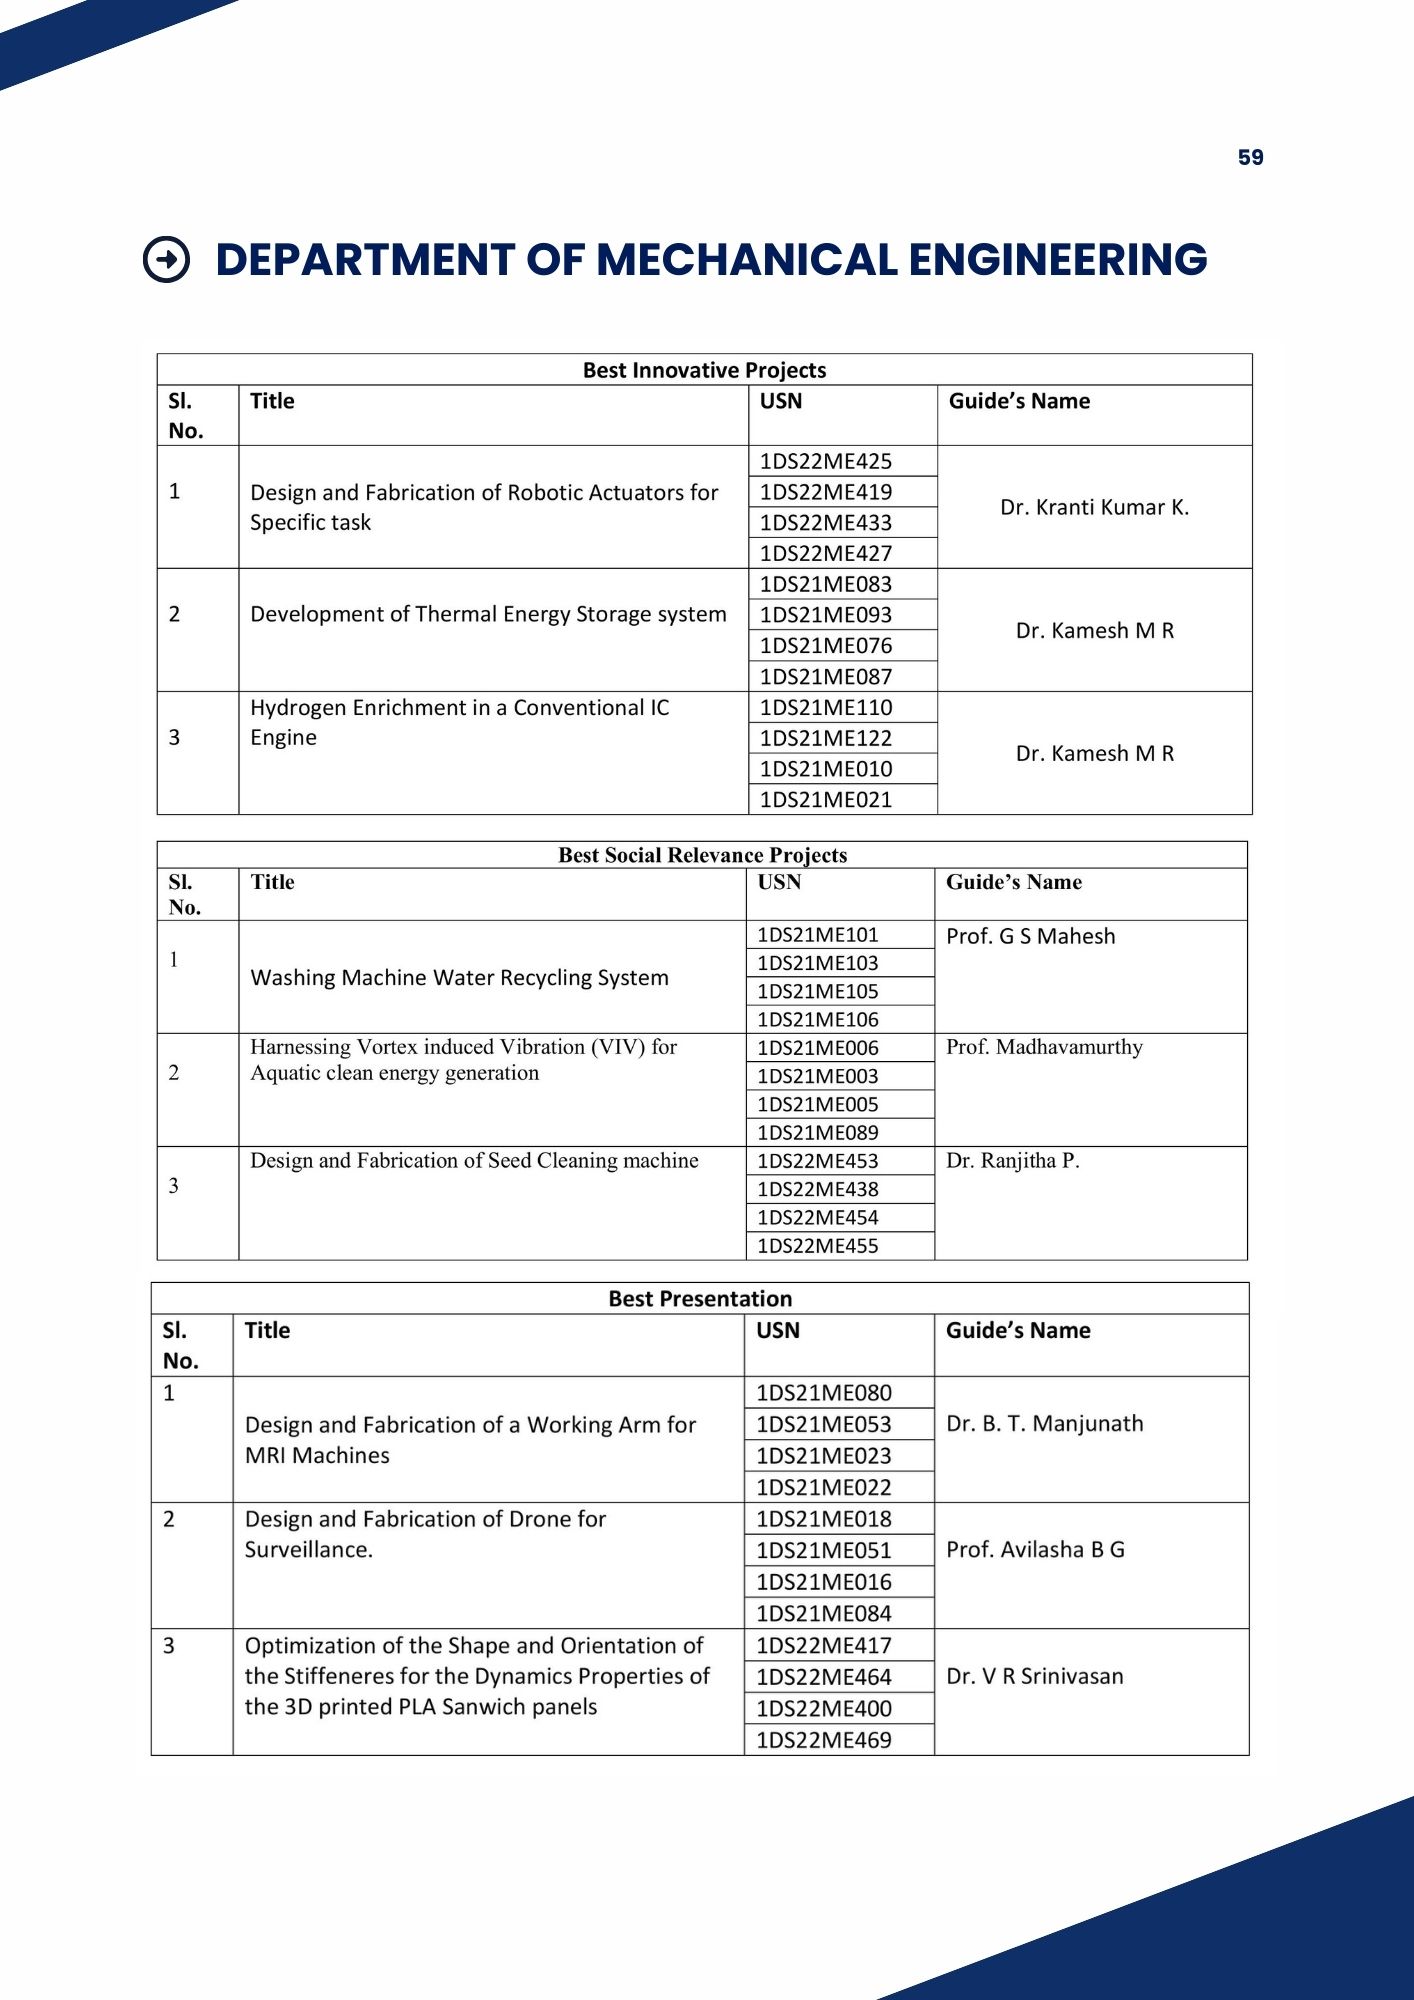 59
DEPARTMENT OF MECHANICAL ENGINEERING
Best Innovative Projects
Sl. No. Title USN Guide's Name
1 Design and Fabrication of Robotic Actuators for Specific task 1DS22ME425 Dr. Kranti Kumar K.
1DS22ME419
1DS22ME433
1DS22ME427
2 Development of Thermal Energy Storage system 1DS21ME083 Dr. Kamesh M R
1DS21ME093
1DS21ME076
1DS21ME087
3 Hydrogen Enrichment in a Conventional IC Engine 1DS21ME110 Dr. Kamesh M R
1DS21ME122
1DS21ME010
1DS21ME021
Best Social Relevance Projects
Sl. No. Title USN Guide’s Name
1 Washing Machine Water Recycling System 1DS21ME101 Prof. G S Mahesh
1DS21ME103
1DS21ME105
1DS21ME106
2 Harnessing Vortex induced Vibration (VIV) for Aquatic clean energy generation 1DS21ME006 Prof. Madhavamurthy
1DS21ME003
1DS21ME005
1DS21ME089
3 Design and Fabrication of Seed Cleaning machine 1DS22ME453 Dr. Ranjitha P.
1DS22ME438
1DS22ME454
1DS22ME455
Best Presentation
Sl. No. Title USN Guide’s Name
1 Design and Fabrication of a Working Arm for MRI Machines 1DS21ME080 Dr. B. T. Manjunath
1DS21ME053
1DS21ME023
1DS21ME022
2 Design and Fabrication of Drone for Surveillance. 1DS21ME018 Prof. Avilasha B G
1DS21ME051
1DS21ME016
1DS21ME084
3 Optimization of the Shape and Orientation of the Stiffeneres for the Dynamics Properties of the 3D printed PLA Sanwich panels 1DS22ME417 Dr. V R Srinivasan
1DS22ME464
1DS22ME400
1DS22ME469